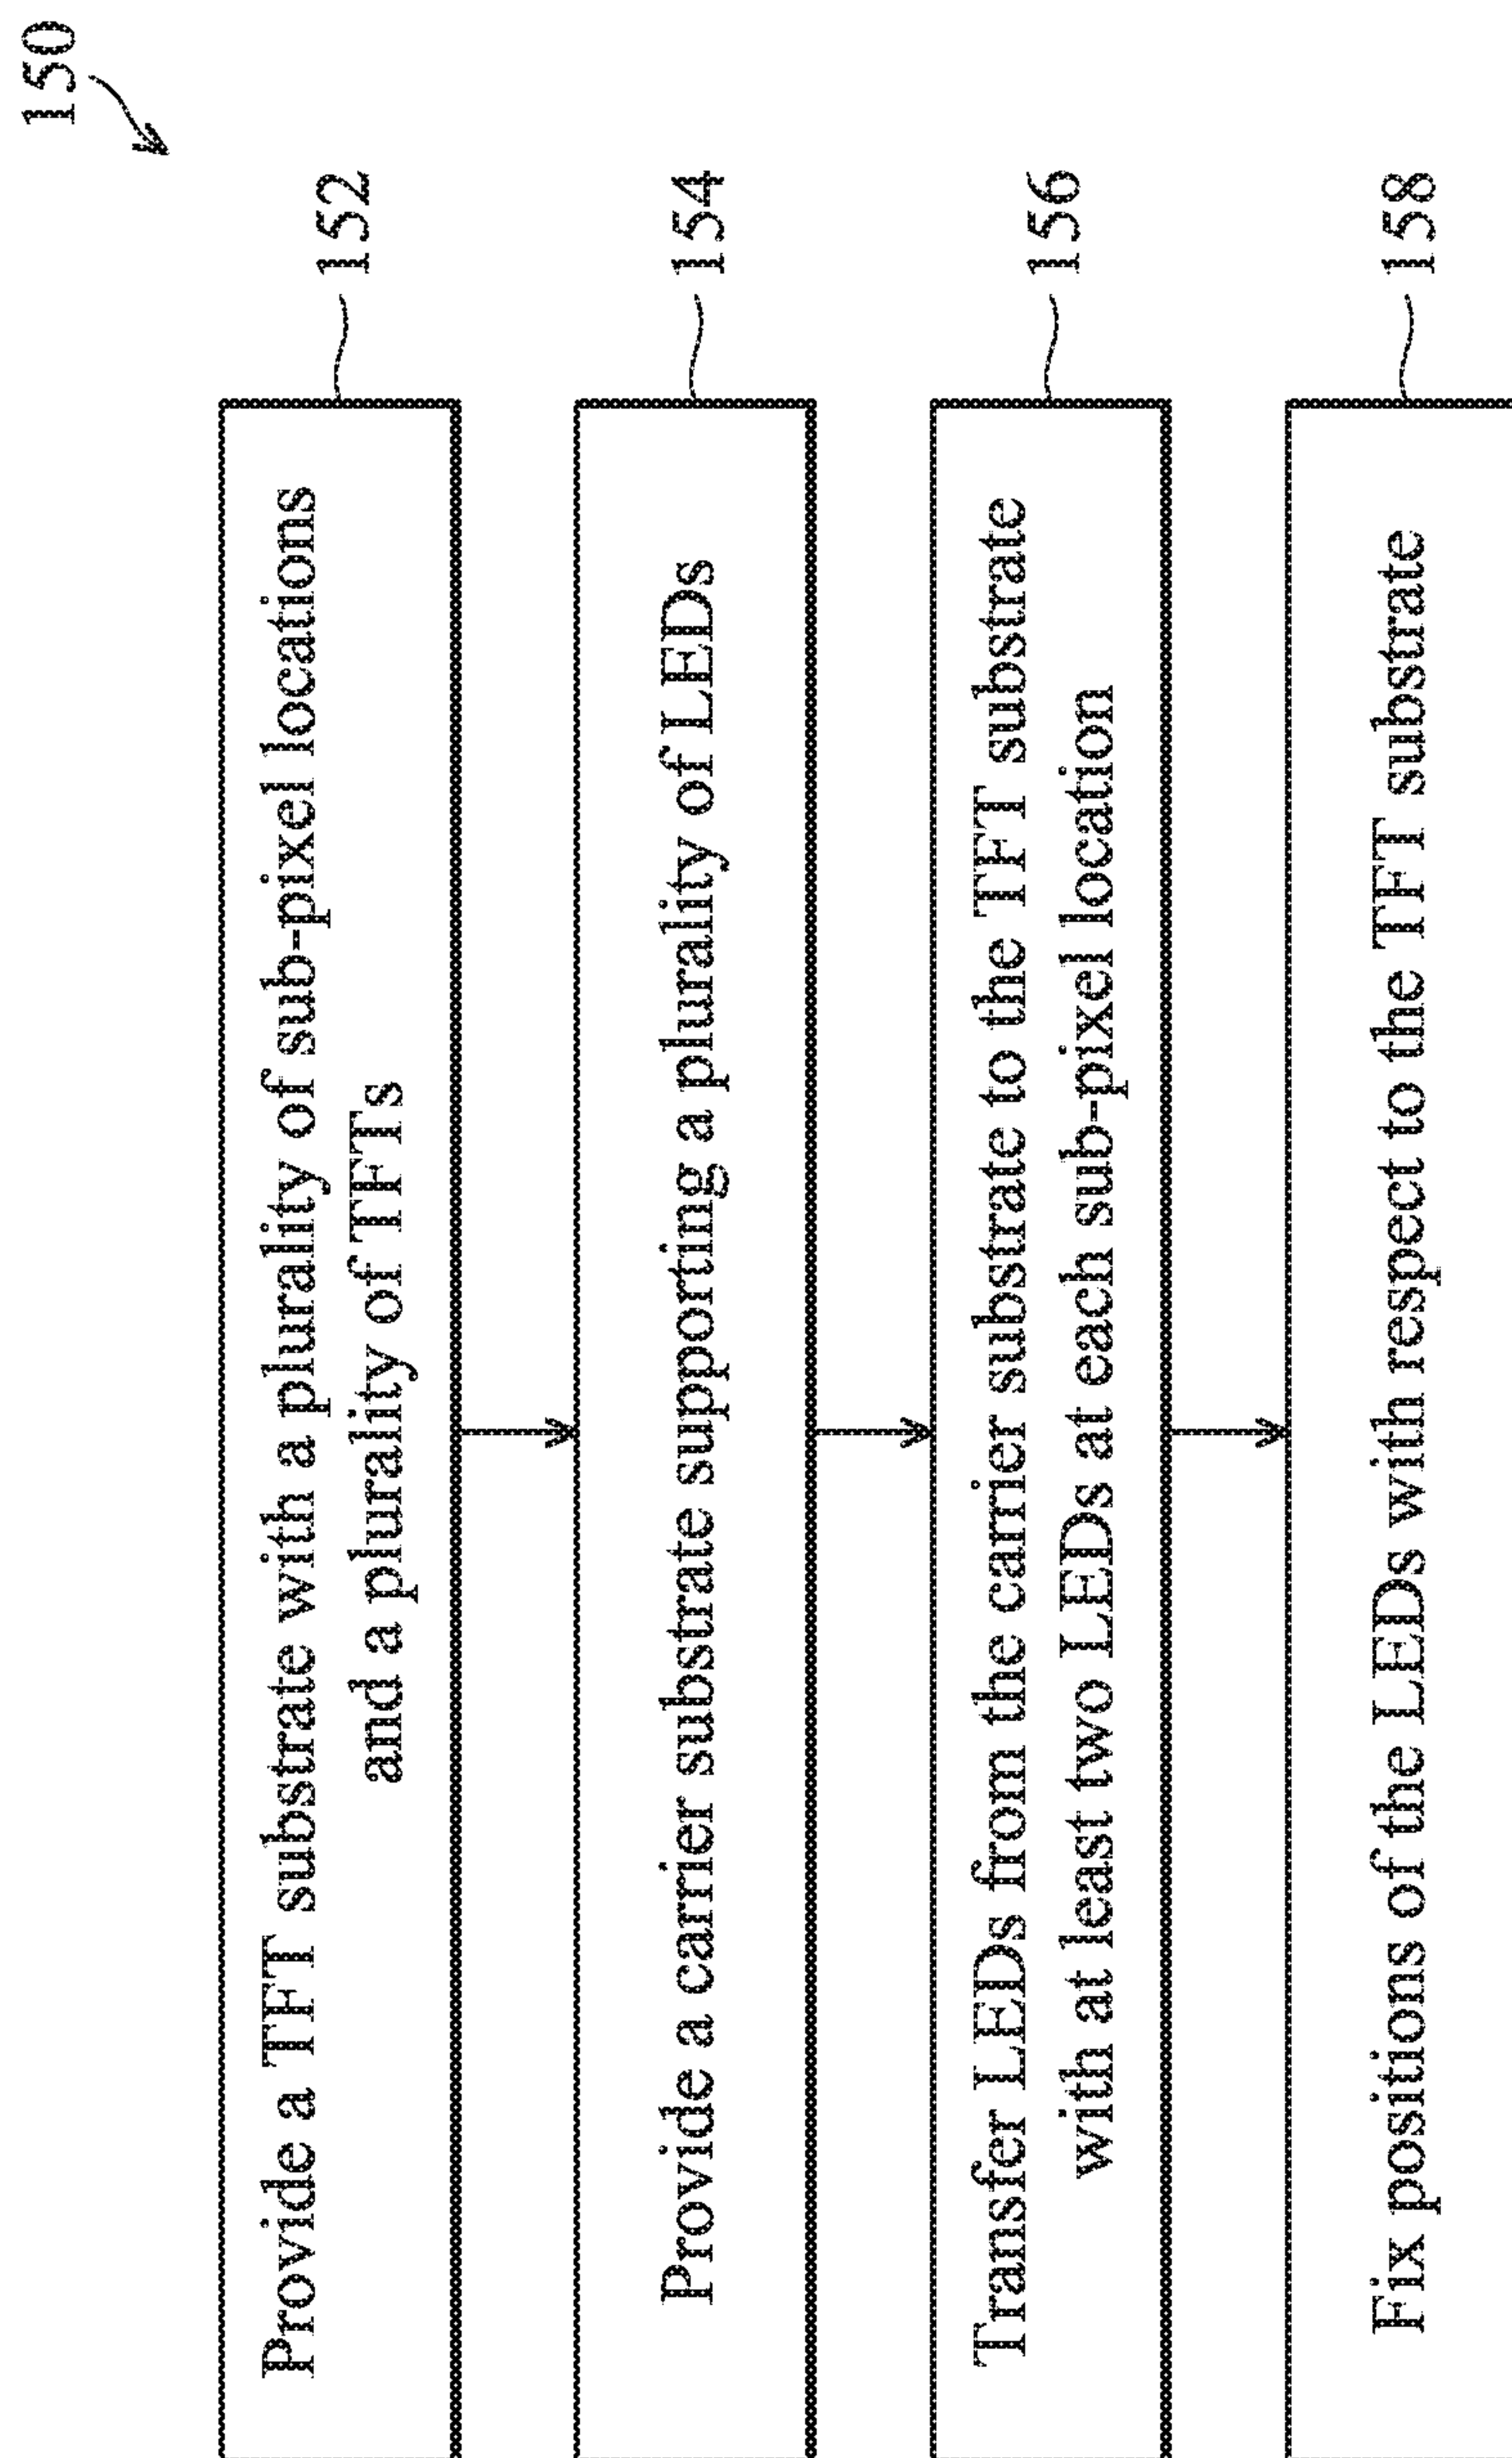 150
Provide a TFT substrate with a plurality of sub-pixel locations
and a plurality of TFTs
152
Provide a carrier substrate supporting a plurality of LEDs
154
Transfer LEDs from the carrier substrate to the TFT substrate
with at least two LEDs at each sub-pixel location
156
Fix positions of the LEDs with respect to the TFT substrate
158